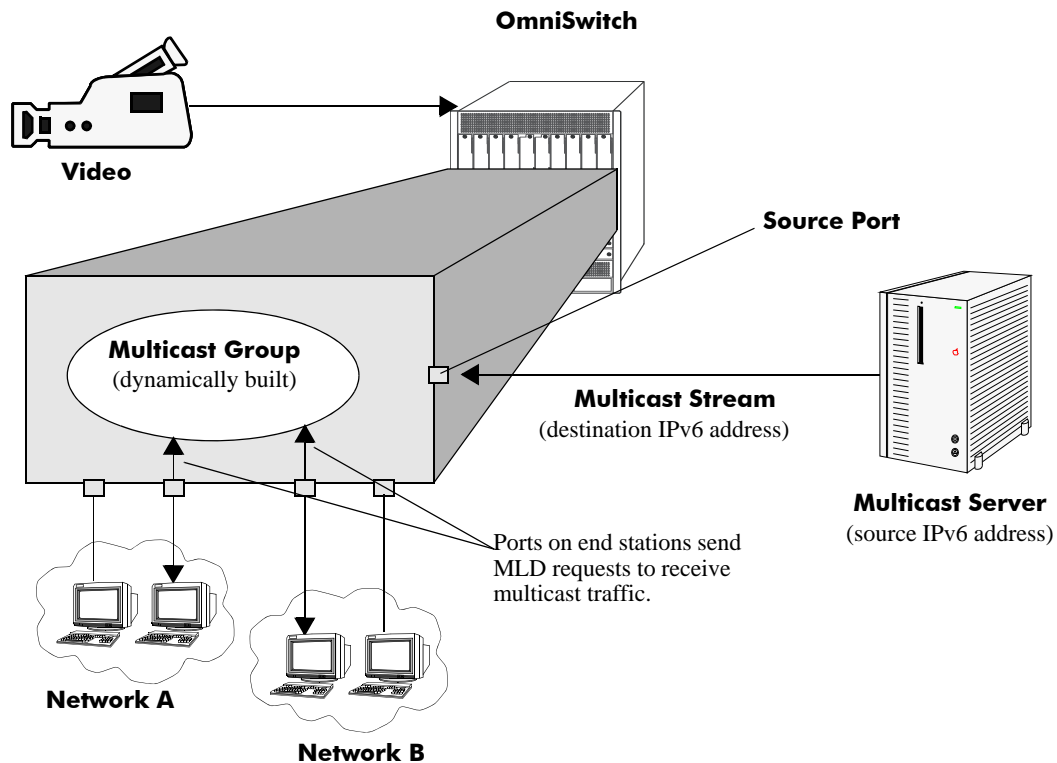 OmniSwitch
Video
Source Port
Multicast Group
(dynamically built)
Multicast Stream
(destination IPv6 address)
Multicast Server
(source IPv6 address)
Ports on end stations send
MLD requests to receive
multicast traffic.
Network A
Network B